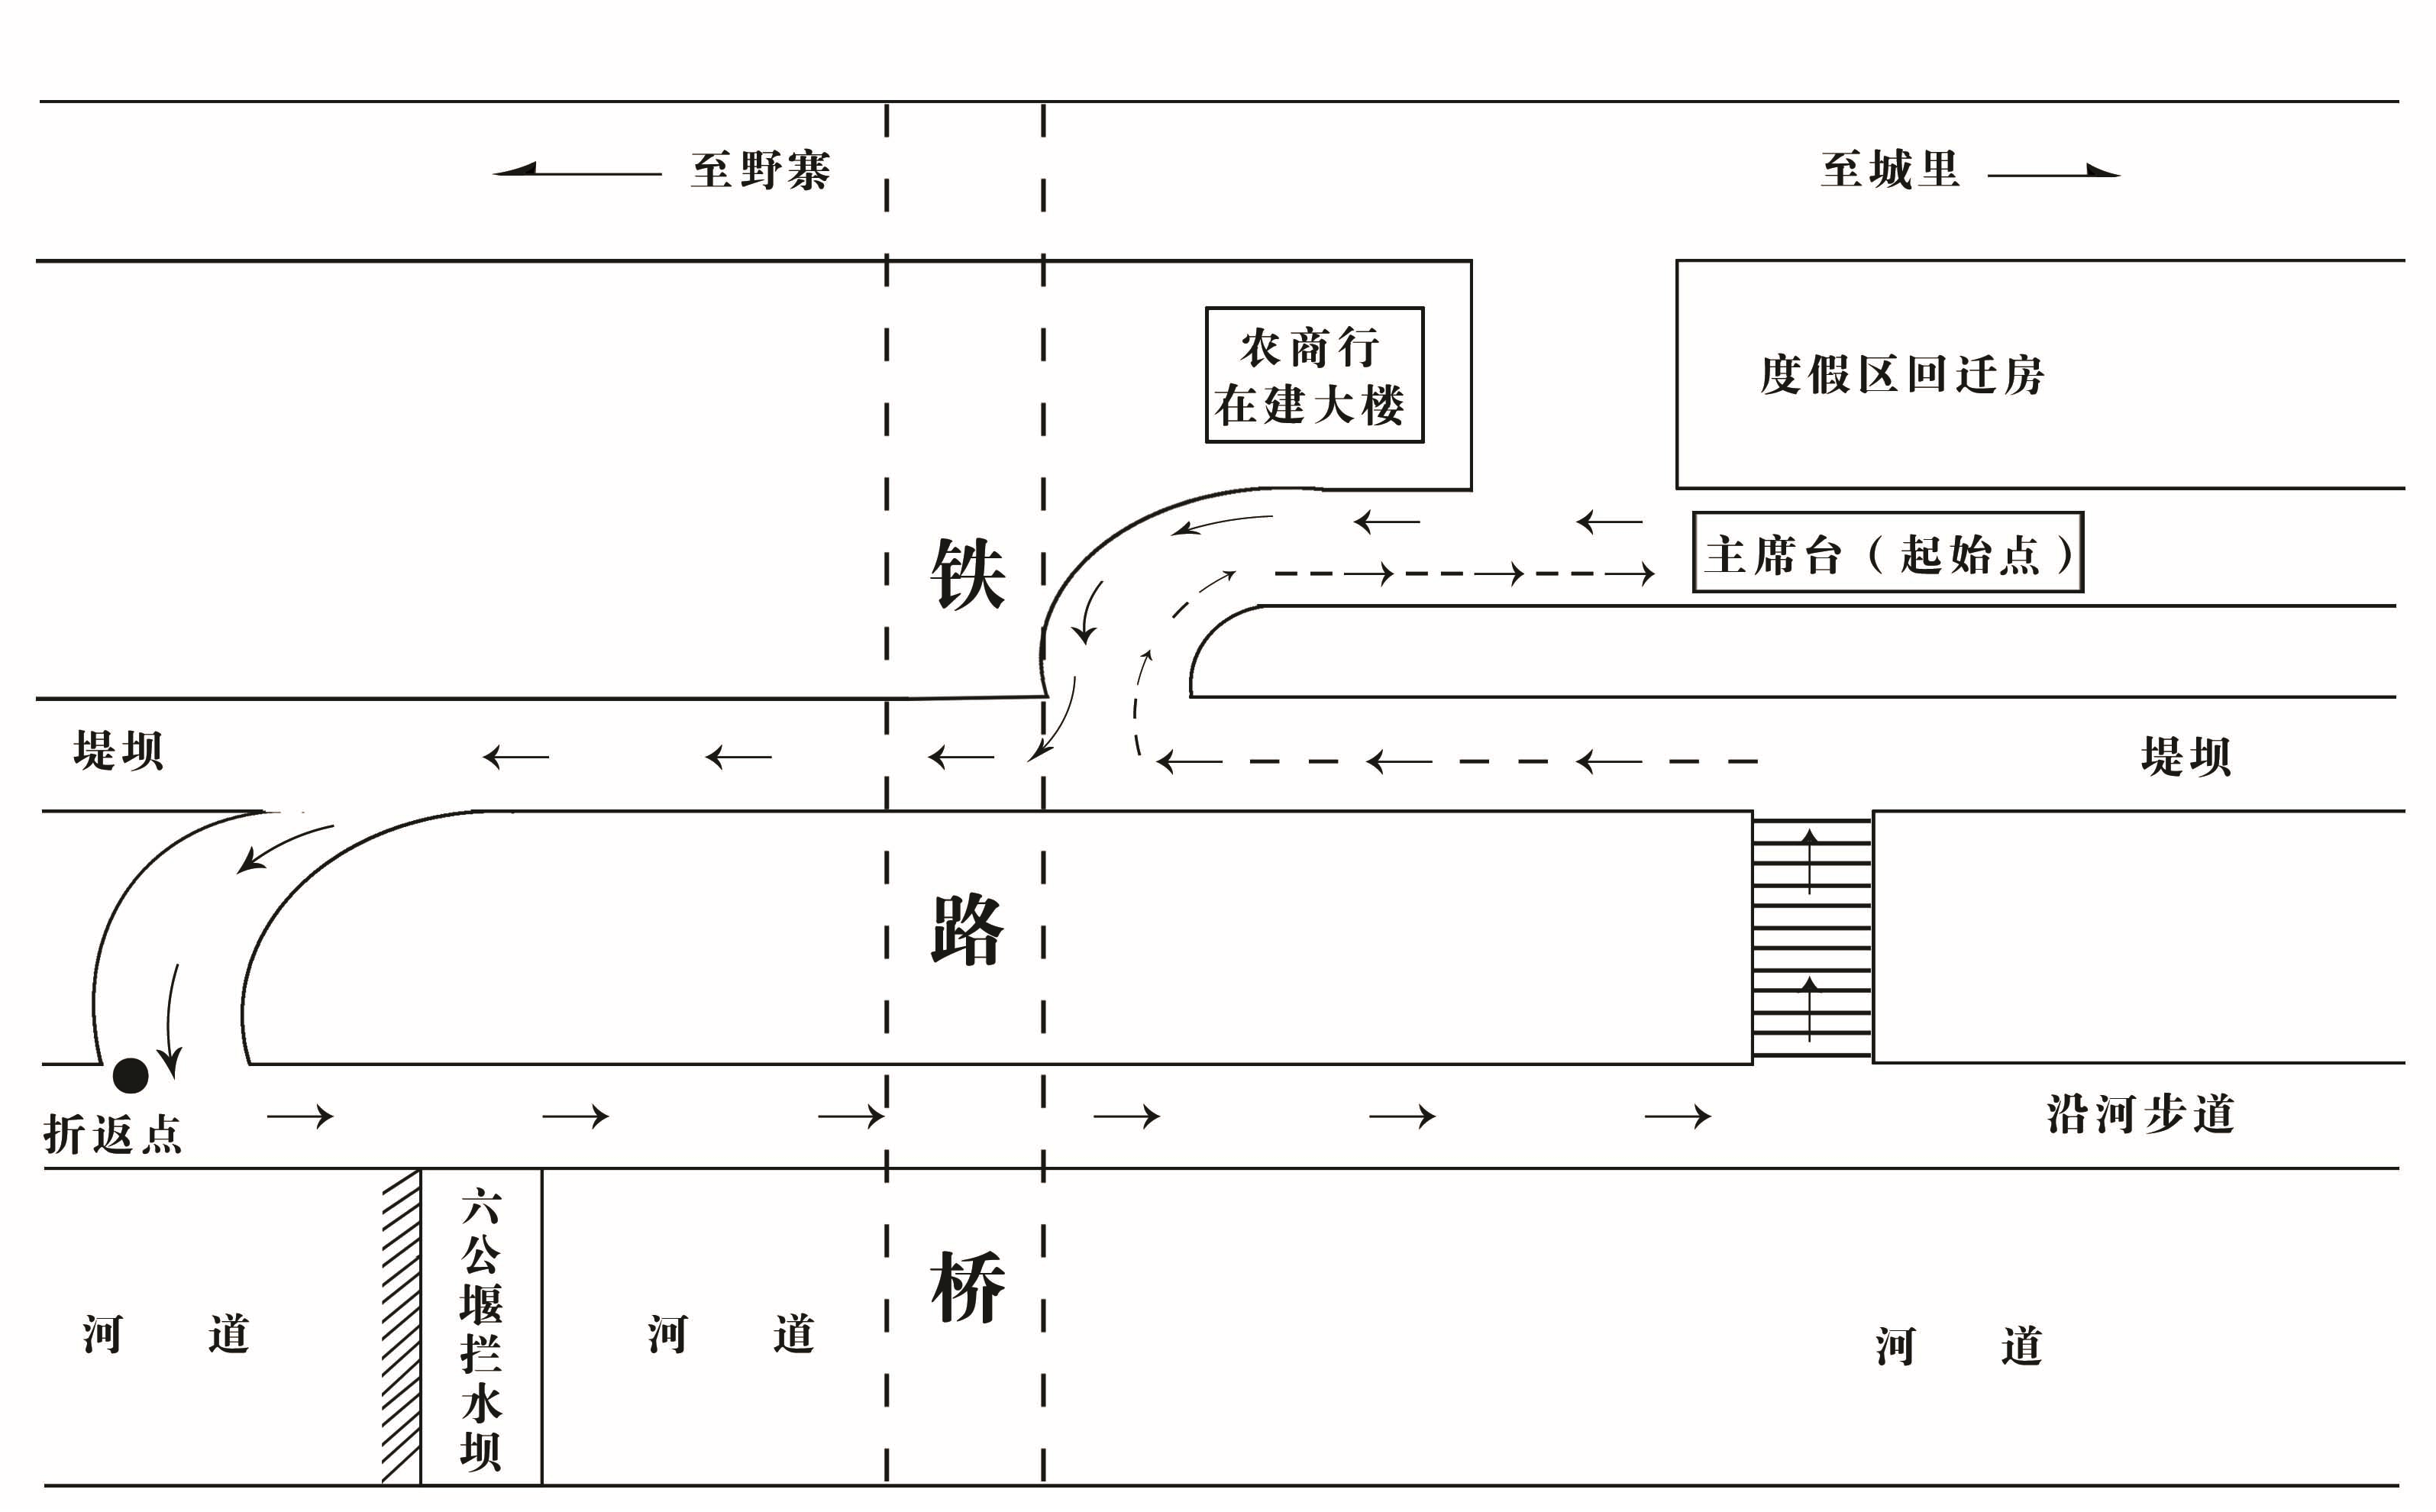 至野寨
至城里
农商行
在建大楼
度假区回迁房
主席台（起始点）
铁
堤坝
堤坝
路
折返点
沿河步道
六公堰拦水坝
桥
河道
河道
河道